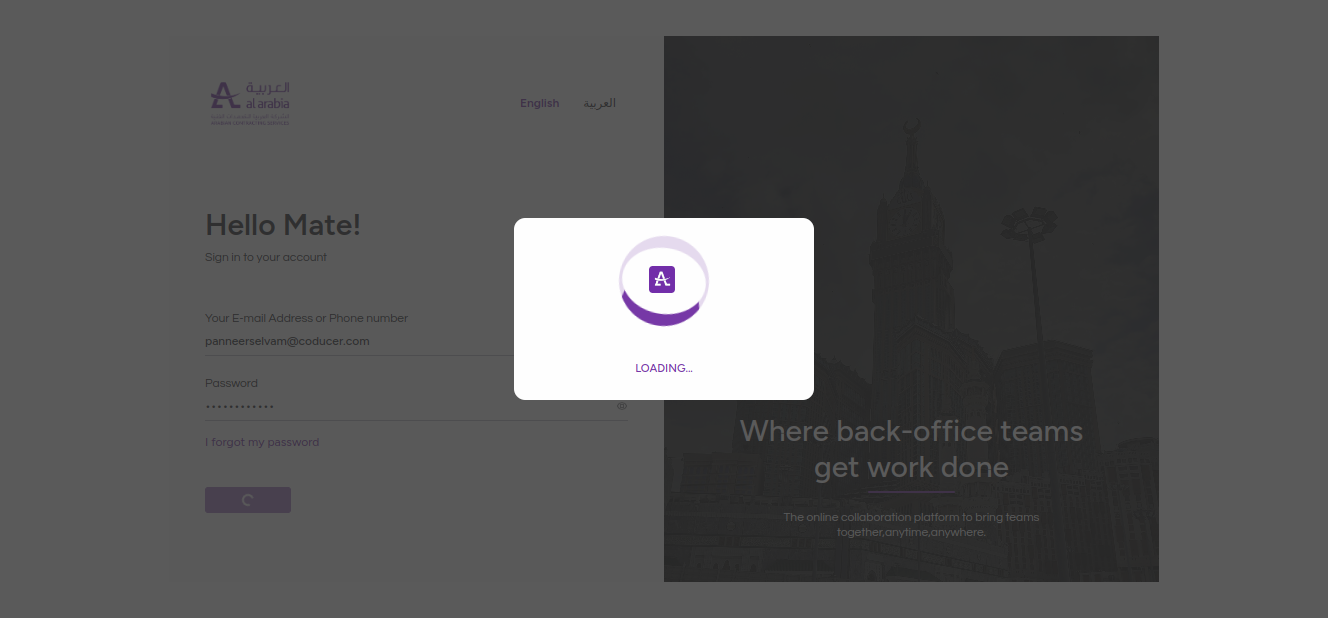 العربية
al arabia
English
العربية
Hello Mate!
Sign in to your account
Your E-mail Address or Phone number
panneerselvam@coducer.com
Password
••••••••••••
I forgot my password
LOADING...
Where back-office teams
get work done
The online collaboration platform to bring teams
together,anytime,anywhere.